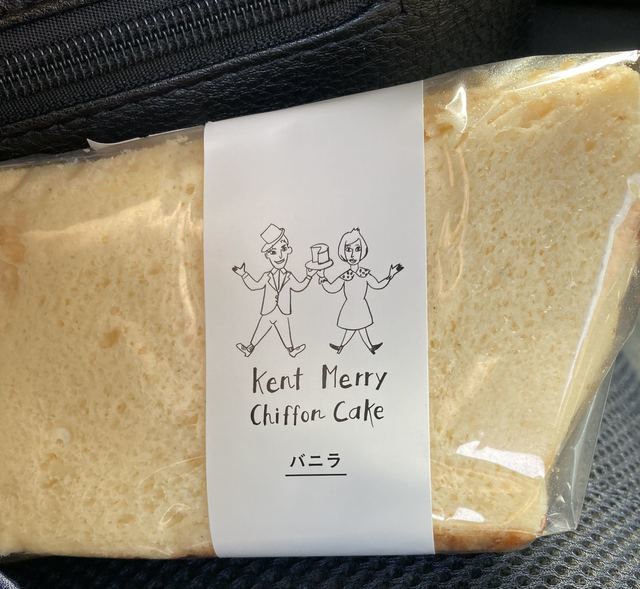 Kent Merry
Chiffon Cake
バニラ